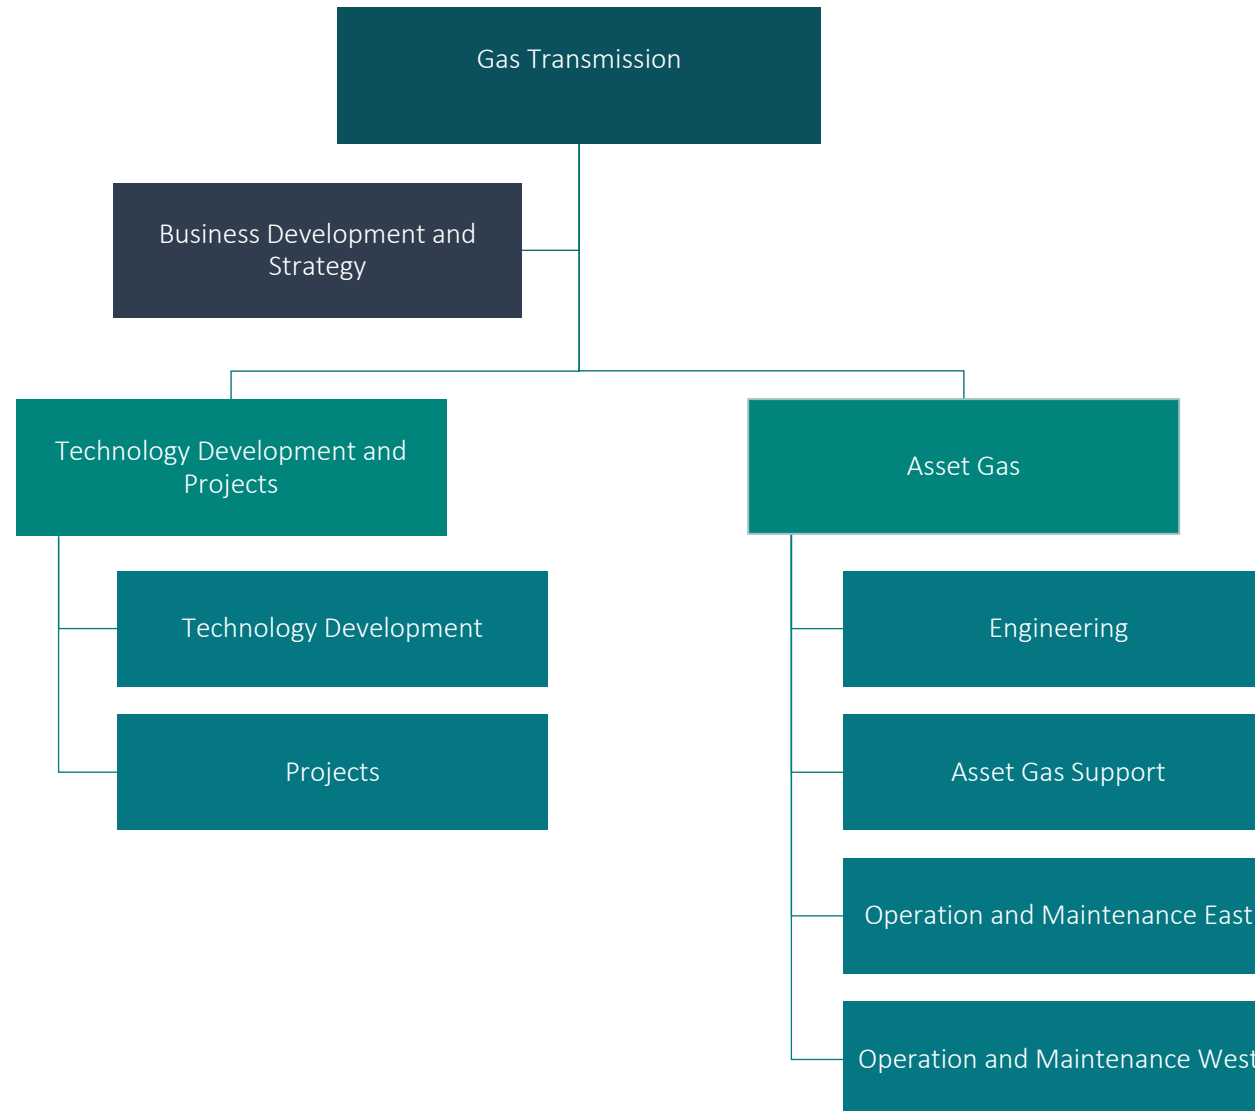 Gas Transmission
Business Development and
Strategy
Technology Development and
Projects
Asset Gas
Technology Development
Engineering
Projects
Asset Gas Support
Operation and Maintenance East
Operation and Maintenance West